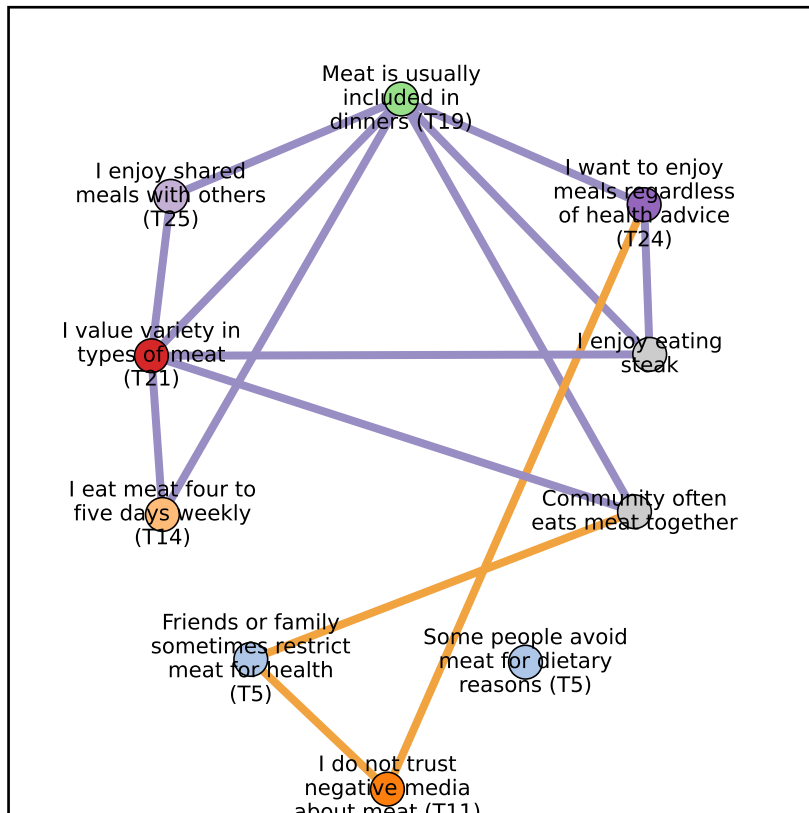 Meat is usually
included in
dinners (T19)
I enjoy shared
meals with others
(T25)
I want to enjoy
meals regardless
of health advice
(T24)
I value variety in
types of meat
(T21)
I enjoy eating
steak
I eat meat four to
five days weekly
(T14)
Community often
eats meat together
Friends or family
sometimes restrict
meat for health
(T5)
Some people avoid
meat for dietary
reasons (T5)
I do not trust
negative media
about meat (T11)